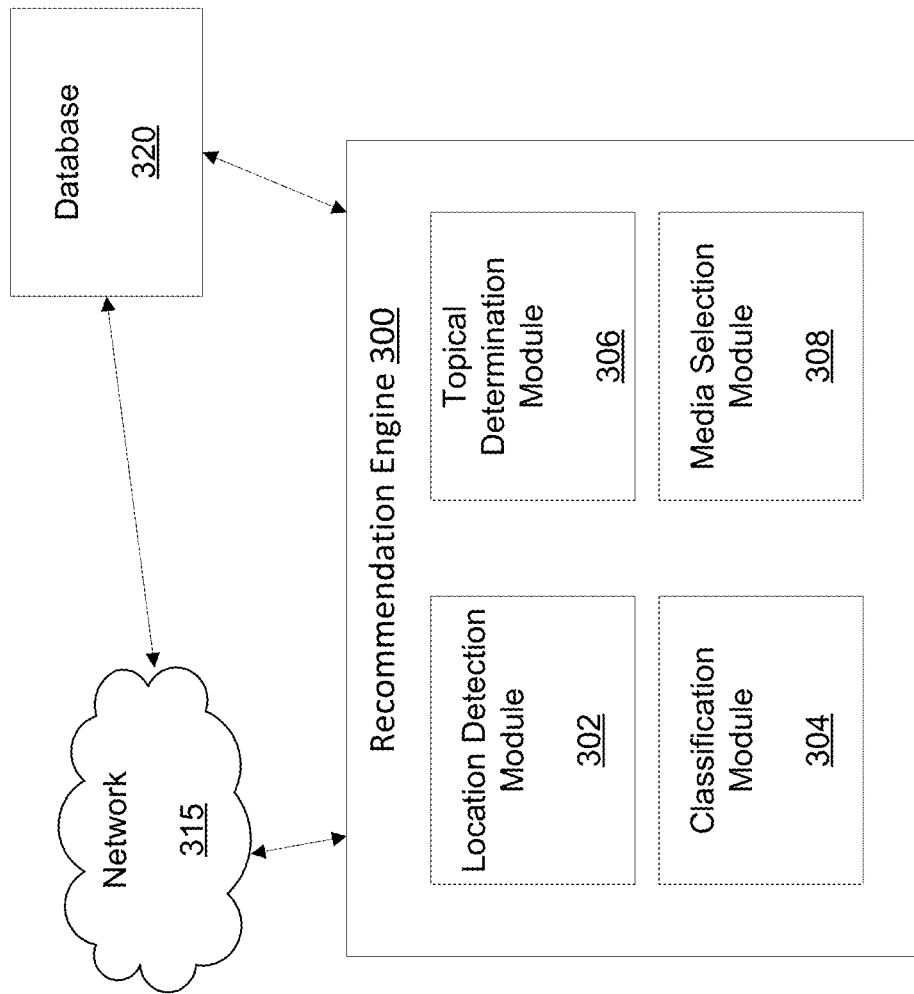 Network
315
Database
320
Recommendation Engine 300
Location Detection
Module
302
Topical
Determination
Module
306
Classification
Module
304
Media Selection
Module
308